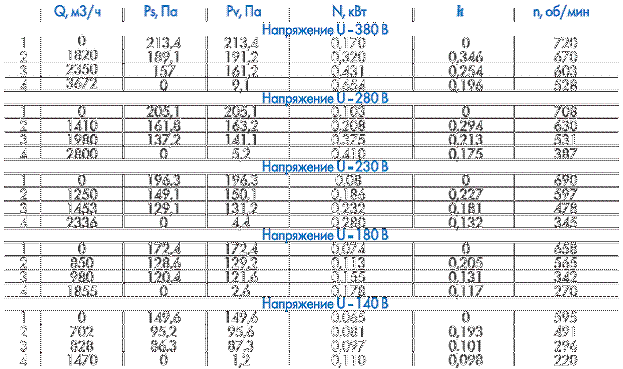 Q, м3/ч Ps, Па Pv, Па N, кВт n, об/мин
Напряжение U-380 В
1 0 213,4 213,4 0,170 0 720
2 1820 189,1 191,2 0,320 0,346 670
3 2350 157 161,2 0,431 0,254 603
4 3672 0 9,1 0,654 0,196 528
Напряжение U-280 В
1 0 205,1 205,1 0,103 0 708
2 1410 161,8 163,2 0,208 0,294 630
3 1980 137,2 141,1 0,375 0,213 531
4 2800 0 5,2 0,410 0,175 387
Напряжение U-230 В
1 0 196,3 196,3 0,08 0 690
2 1250 149,1 150,1 0,186 0,227 597
3 1453 129,1 131,2 0,232 0,181 478
4 2336 0 4,4 0,280 0,132 345
Напряжение U-180 В
1 0 172,4 172,4 0,074 0 658
2 850 128,6 129,3 0,113 0,205 565
3 980 120,4 121,6 0,155 0,131 342
4 1855 0 2,6 0,178 0,117 270
Напряжение U-140 В
1 0 149,6 149,6 0,065 0 595
2 702 95,2 95,6 0,081 0,193 491
3 828 86,3 87,3 0,097 0.101 296
4 1470 0 1,2 0,110 0,098 220